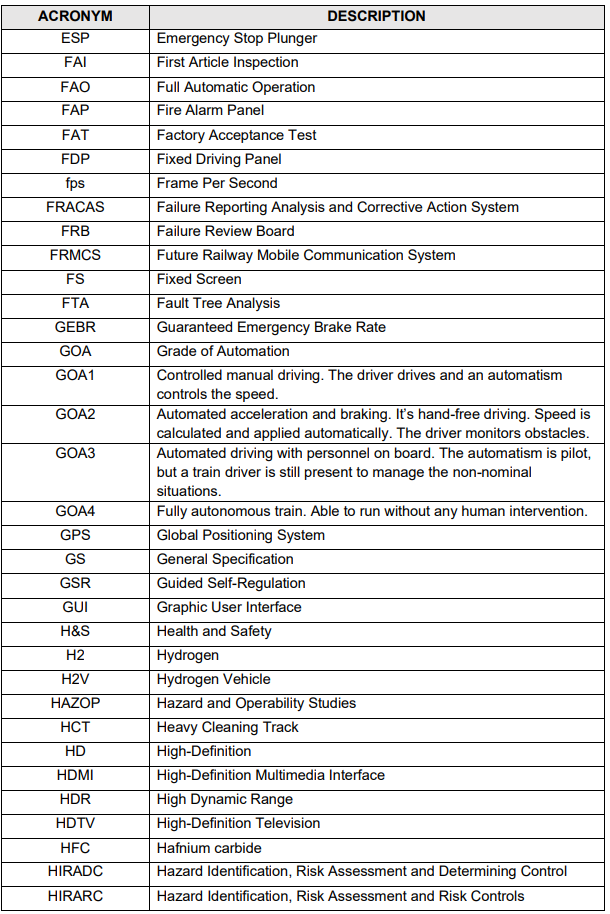 ACRONYM DESCRIPTION
ESP Emergency Stop Plunger
FAI First Article Inspection
FAO Full Automatic Operation
FAP Fire Alarm Panel
FAT Factory Acceptance Test
FDP Fixed Driving Panel
fps Frame Per Second
FRACAS Failure Reporting Analysis and Corrective Action System
FRB Failure Review Board
FRMCS Future Railway Mobile Communication System
FS Fixed Screen
FTA Fault Tree Analysis
GEBR Guaranteed Emergency Brake Rate
GOA Grade of Automation
GOA1 Controlled manual driving. The driver drives and an automatism
controls the speed.
GOA2 Automated acceleration and braking. It’s hand-free driving. Speed is
calculated and applied automatically. The driver monitors obstacles.
GOA3 Automated driving with personnel on board. The automatism is pilot,
but a train driver is still present to manage the non-nominal
situations.
GOA4 Fully autonomous train. Able to run without any human intervention.
GPS Global Positioning System
GS General Specification
GSR Guided Self-Regulation
GUI Graphic User Interface
H&S Health and Safety
H2 Hydrogen
H2V Hydrogen Vehicle
HAZOP Hazard and Operability Studies
HCT Heavy Cleaning Track
HD High-Definition
HDMI High-Definition Multimedia Interface
HDR High Dynamic Range
HDTV High-Definition Television
HFC Hafnium carbide
HIRADC Hazard Identification, Risk Assessment and Determining Control
HIRARC Hazard Identification, Risk Assessment and Risk Controls